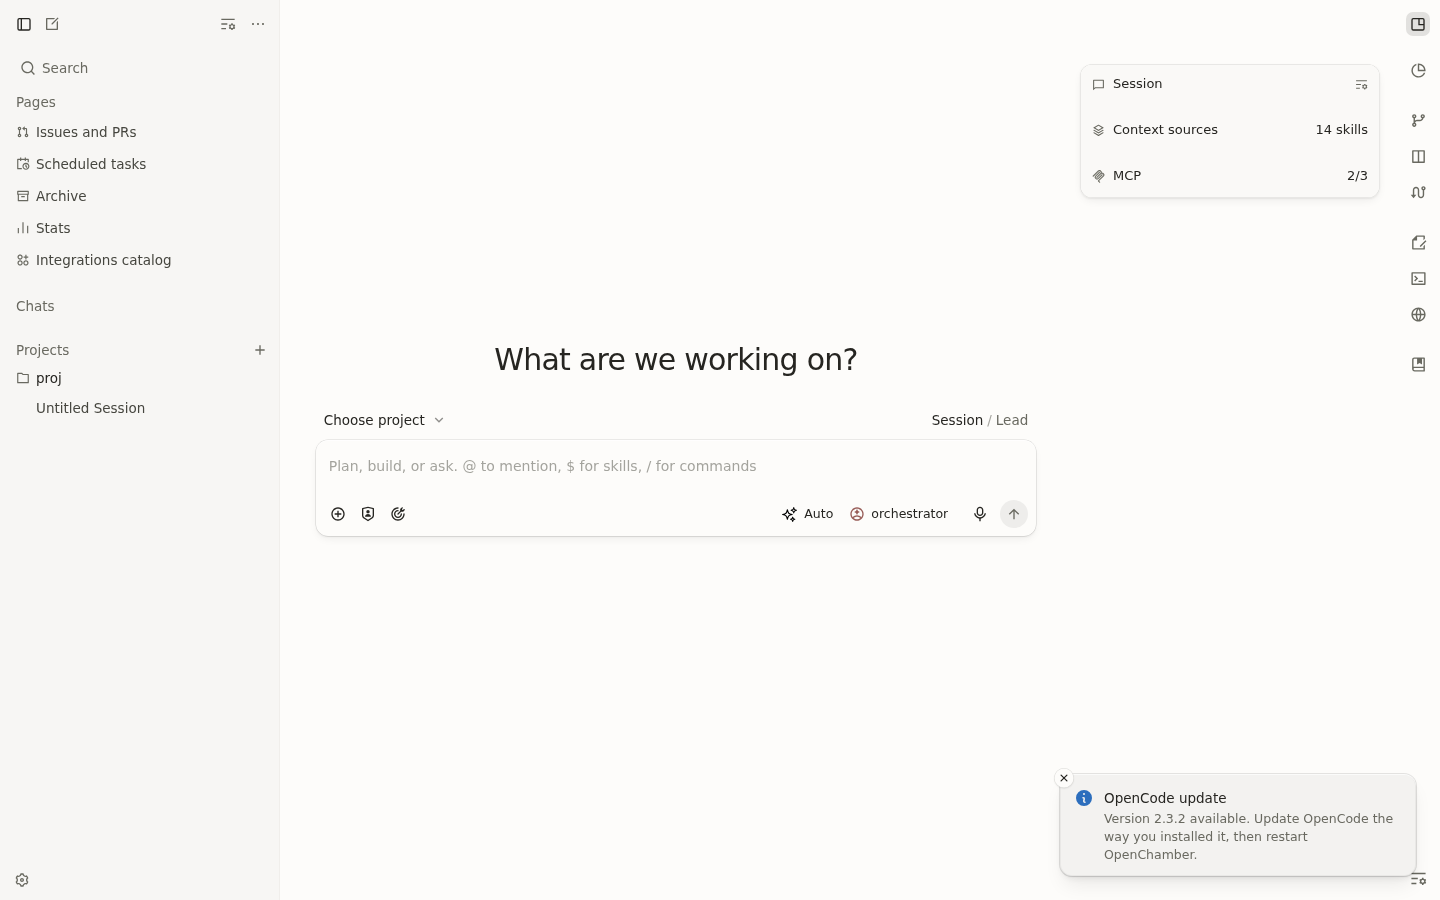 Search
Pages
Issues and PRs
Scheduled tasks
Archive
Stats
Integrations catalog
Chats
Projects
proj
Untitled Session
Session
Context sources 14 skills
MCP 2/3
What are we working on?
Choose project
Session / Lead
Plan, build, or ask. @ to mention, $ for skills, / for commands
Auto
orchestrator
OpenCode update
Version 2.3.2 available. Update OpenCode the
way you installed it, then restart
OpenChamber.